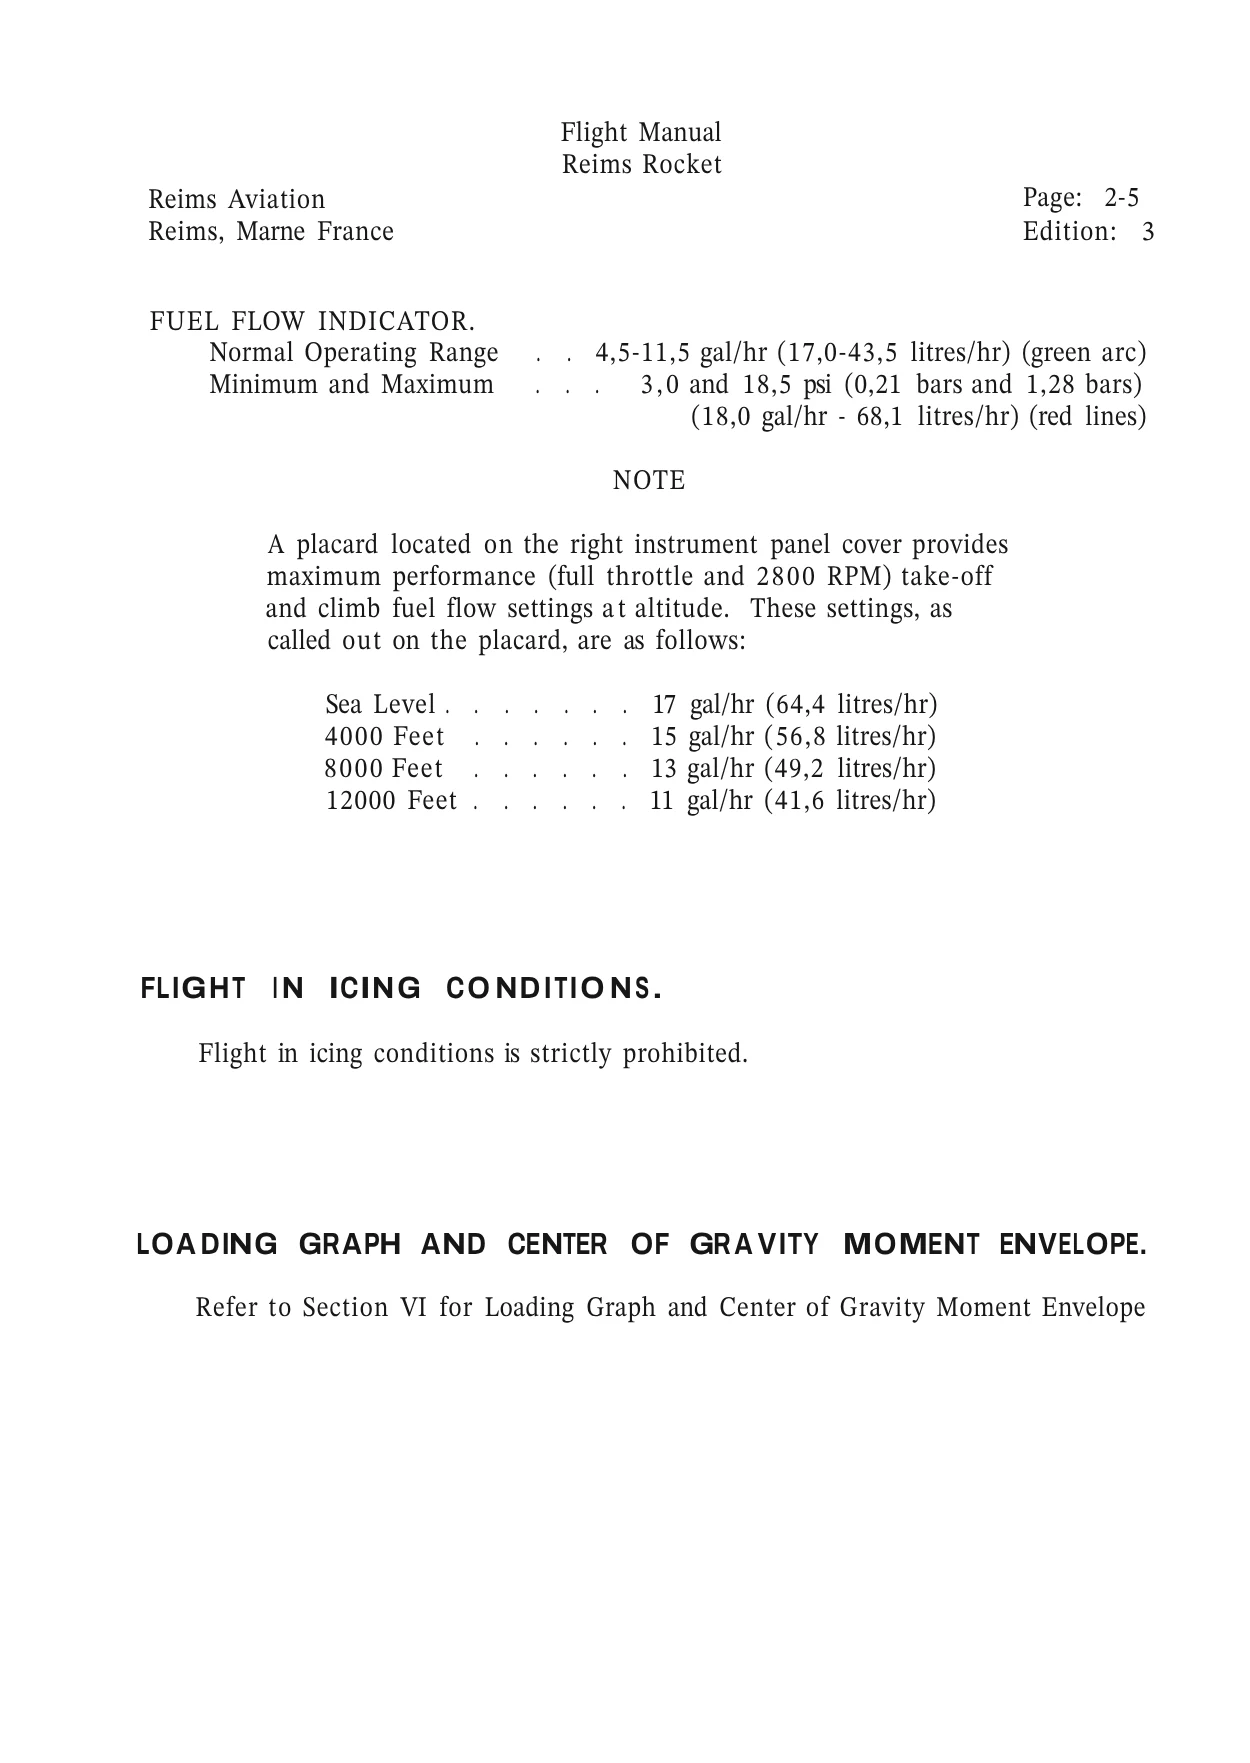 Flight Manual
Reims Rocket
Reims Aviation Page: 2-5
Reims, Marne France Edition: 3
FUEL FLOW INDICATOR.
Normal Operating Range . . 4,5-11,5 gal/hr (17,0-43,5 litres/hr) (green arc)
Minimum and Maximum . . . 3,0 and 18,5 psi (0,21 bars and 1,28 bars)
(18,0 gal/hr - 68,1 litres/hr) (red lines)
NOTE
A placard located on the right instrument panel cover provides
maximum performance (full throttle and 2800 RPM) take-off
and climb fuel flow settings at altitude. These settings, as
called out on the placard, are as follows:
Sea Level . . . . . . . 17 gal/hr (64,4 litres/hr)
4000 Feet . . . . . . 15 gal/hr (56,8 litres/hr)
8000 Feet . . . . . . 13 gal/hr (49,2 litres/hr)
12000 Feet . . . . . . 11 gal/hr (41,6 litres/hr)
FLIGHT IN ICING CONDITIONS.
Flight in icing conditions is strictly prohibited.
LOADING GRAPH AND CENTER OF GRAVITY MOMENT ENVELOPE.
Refer to Section VI for Loading Graph and Center of Gravity Moment Envelope